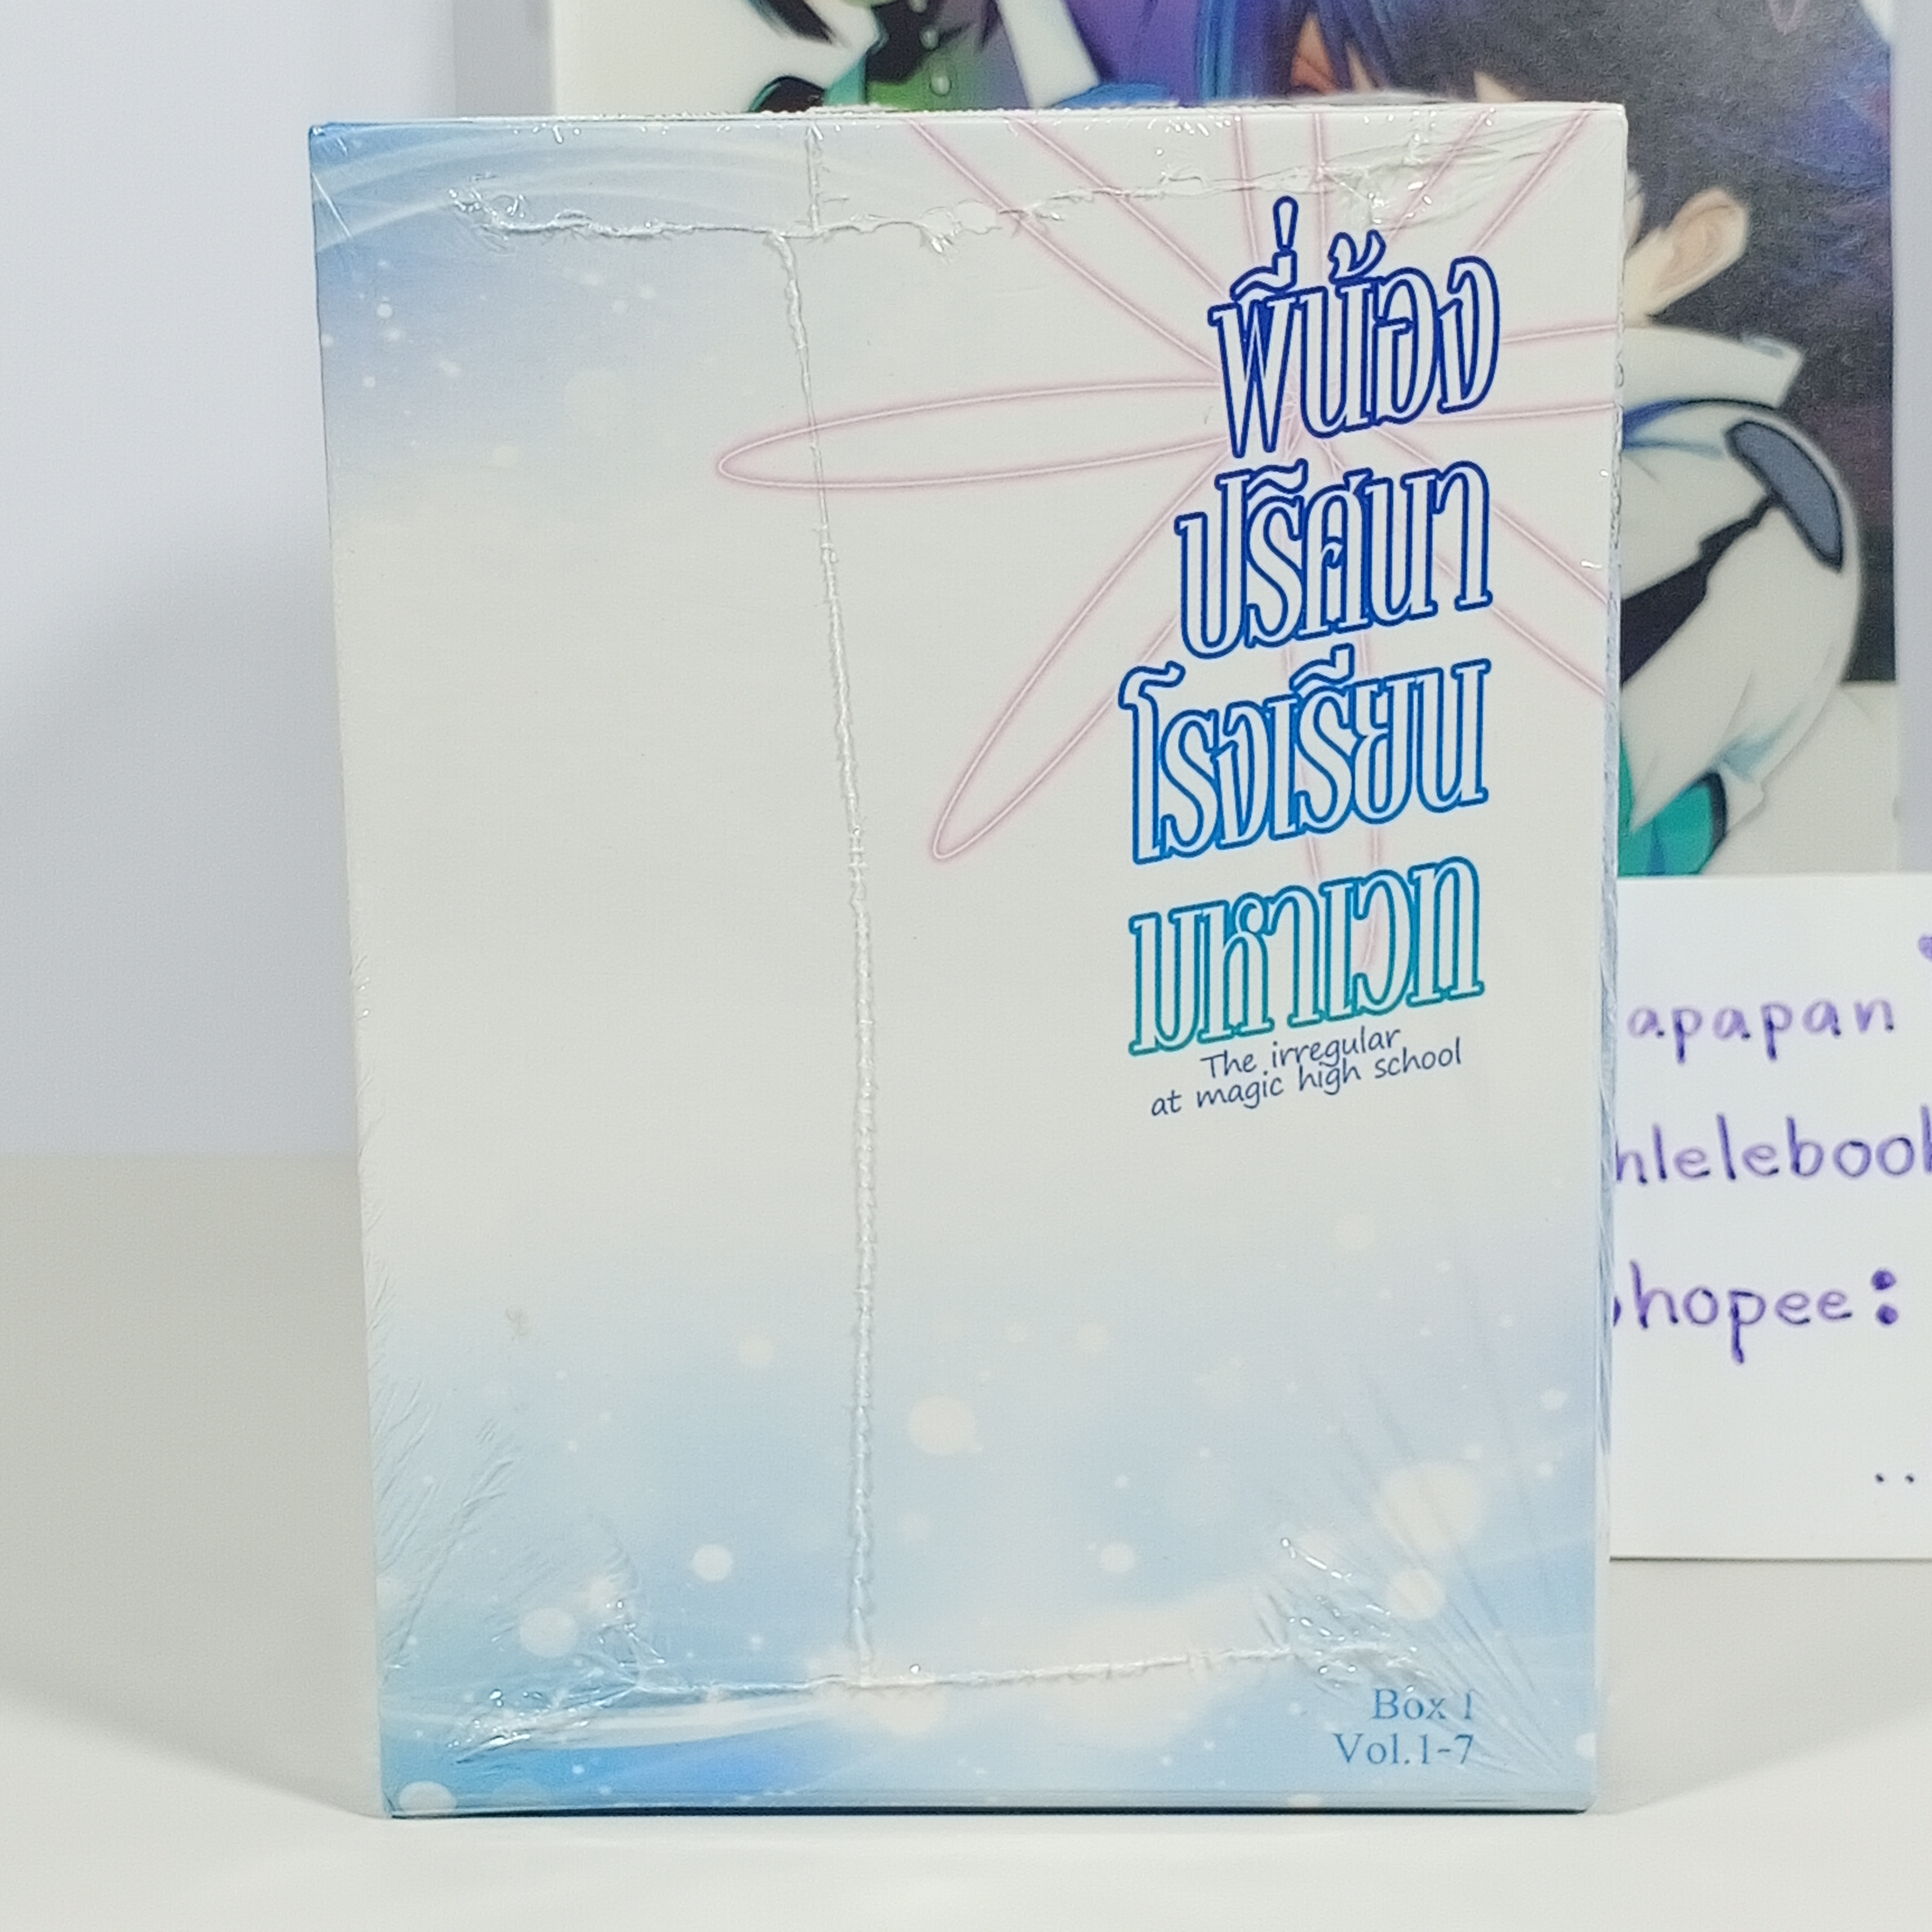 พี่น้อง
ปริศนา
โรงเรียน
มหาเวท
The irregular
at magic high school
Box 1
Vol.1-7
apapan
hlelebook
shopee:
..